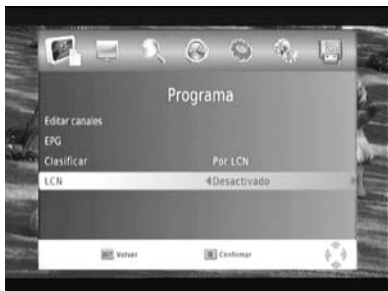 Programa
Editar canales
EPG
Clasificar Por LCN
LCN Desactivado
Volver Confirmar